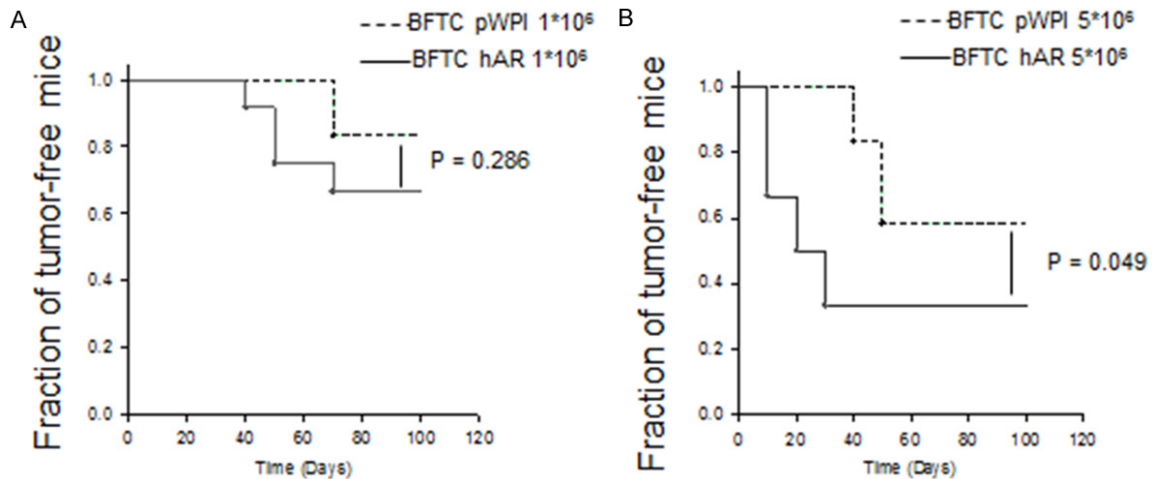 A
BFTC pWPI 1*10⁶
BFTC hAR 1*10⁶
Fraction of tumor-free mice
1.0
0.8
0.6
0.4
0.2
0.0
P = 0.286
0 20 40 60 80 100 120
Time (Days)
B
BFTC pWPI 5*10⁶
BFTC hAR 5*10⁶
Fraction of tumor-free mice
1.0
0.8
0.6
0.4
0.2
0.0
P = 0.049
0 20 40 60 80 100 120
Time (Days)